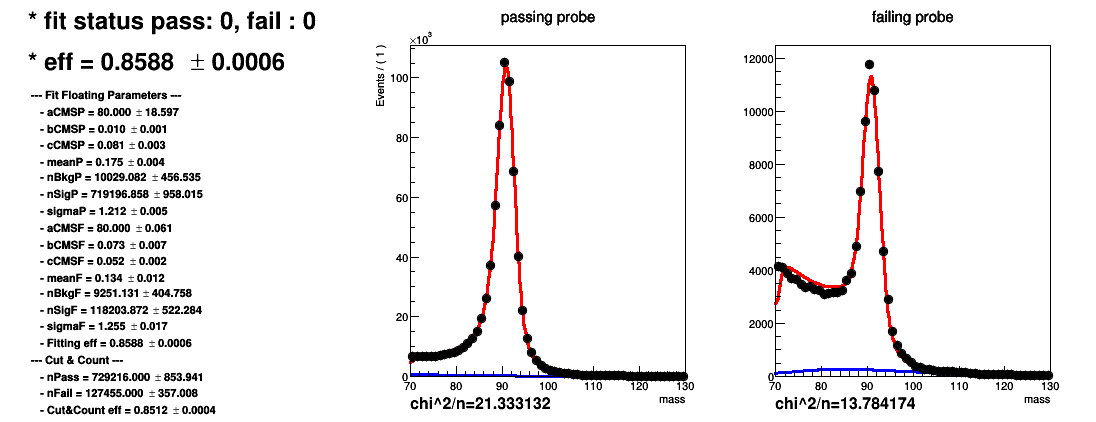 * fit status pass: 0, fail : 0
* eff = 0.8588 ± 0.0006
--- Fit Floating Parameters ---
- aCMSP = 80.000 ± 18.597
- bCMSP = 0.010 ± 0.001
- cCMSP = 0.081 ± 0.003
- meanP = 0.175 ± 0.004
- nBkgP = 10029.082 ± 456.535
- nSigP = 719196.858 ± 958.015
- sigmaP = 1.212 ± 0.005
- aCMSF = 80.000 ± 0.061
- bCMSF = 0.073 ± 0.007
- cCMSF = 0.052 ± 0.002
- meanF = 0.134 ± 0.012
- nBkgF = 9251.131 ± 404.758
- nSigF = 118203.872 ± 522.284
- sigmaF = 1.255 ± 0.017
- Fitting eff = 0.8588 ± 0.0006
--- Cut & Count ---
- nPass = 729216.000 ± 853.941
- nFail = 127455.000 ± 357.008
- Cut&Count eff = 0.8512 ± 0.0004
passing probe
×10³
Events / ( 1 )
100
80
60
40
20
0
70 80 90 100 110 120 130
mass
chi^2/n=21.333132
failing probe
12000
10000
8000
6000
4000
2000
0
70 80 90 100 110 120 130
mass
chi^2/n=13.784174